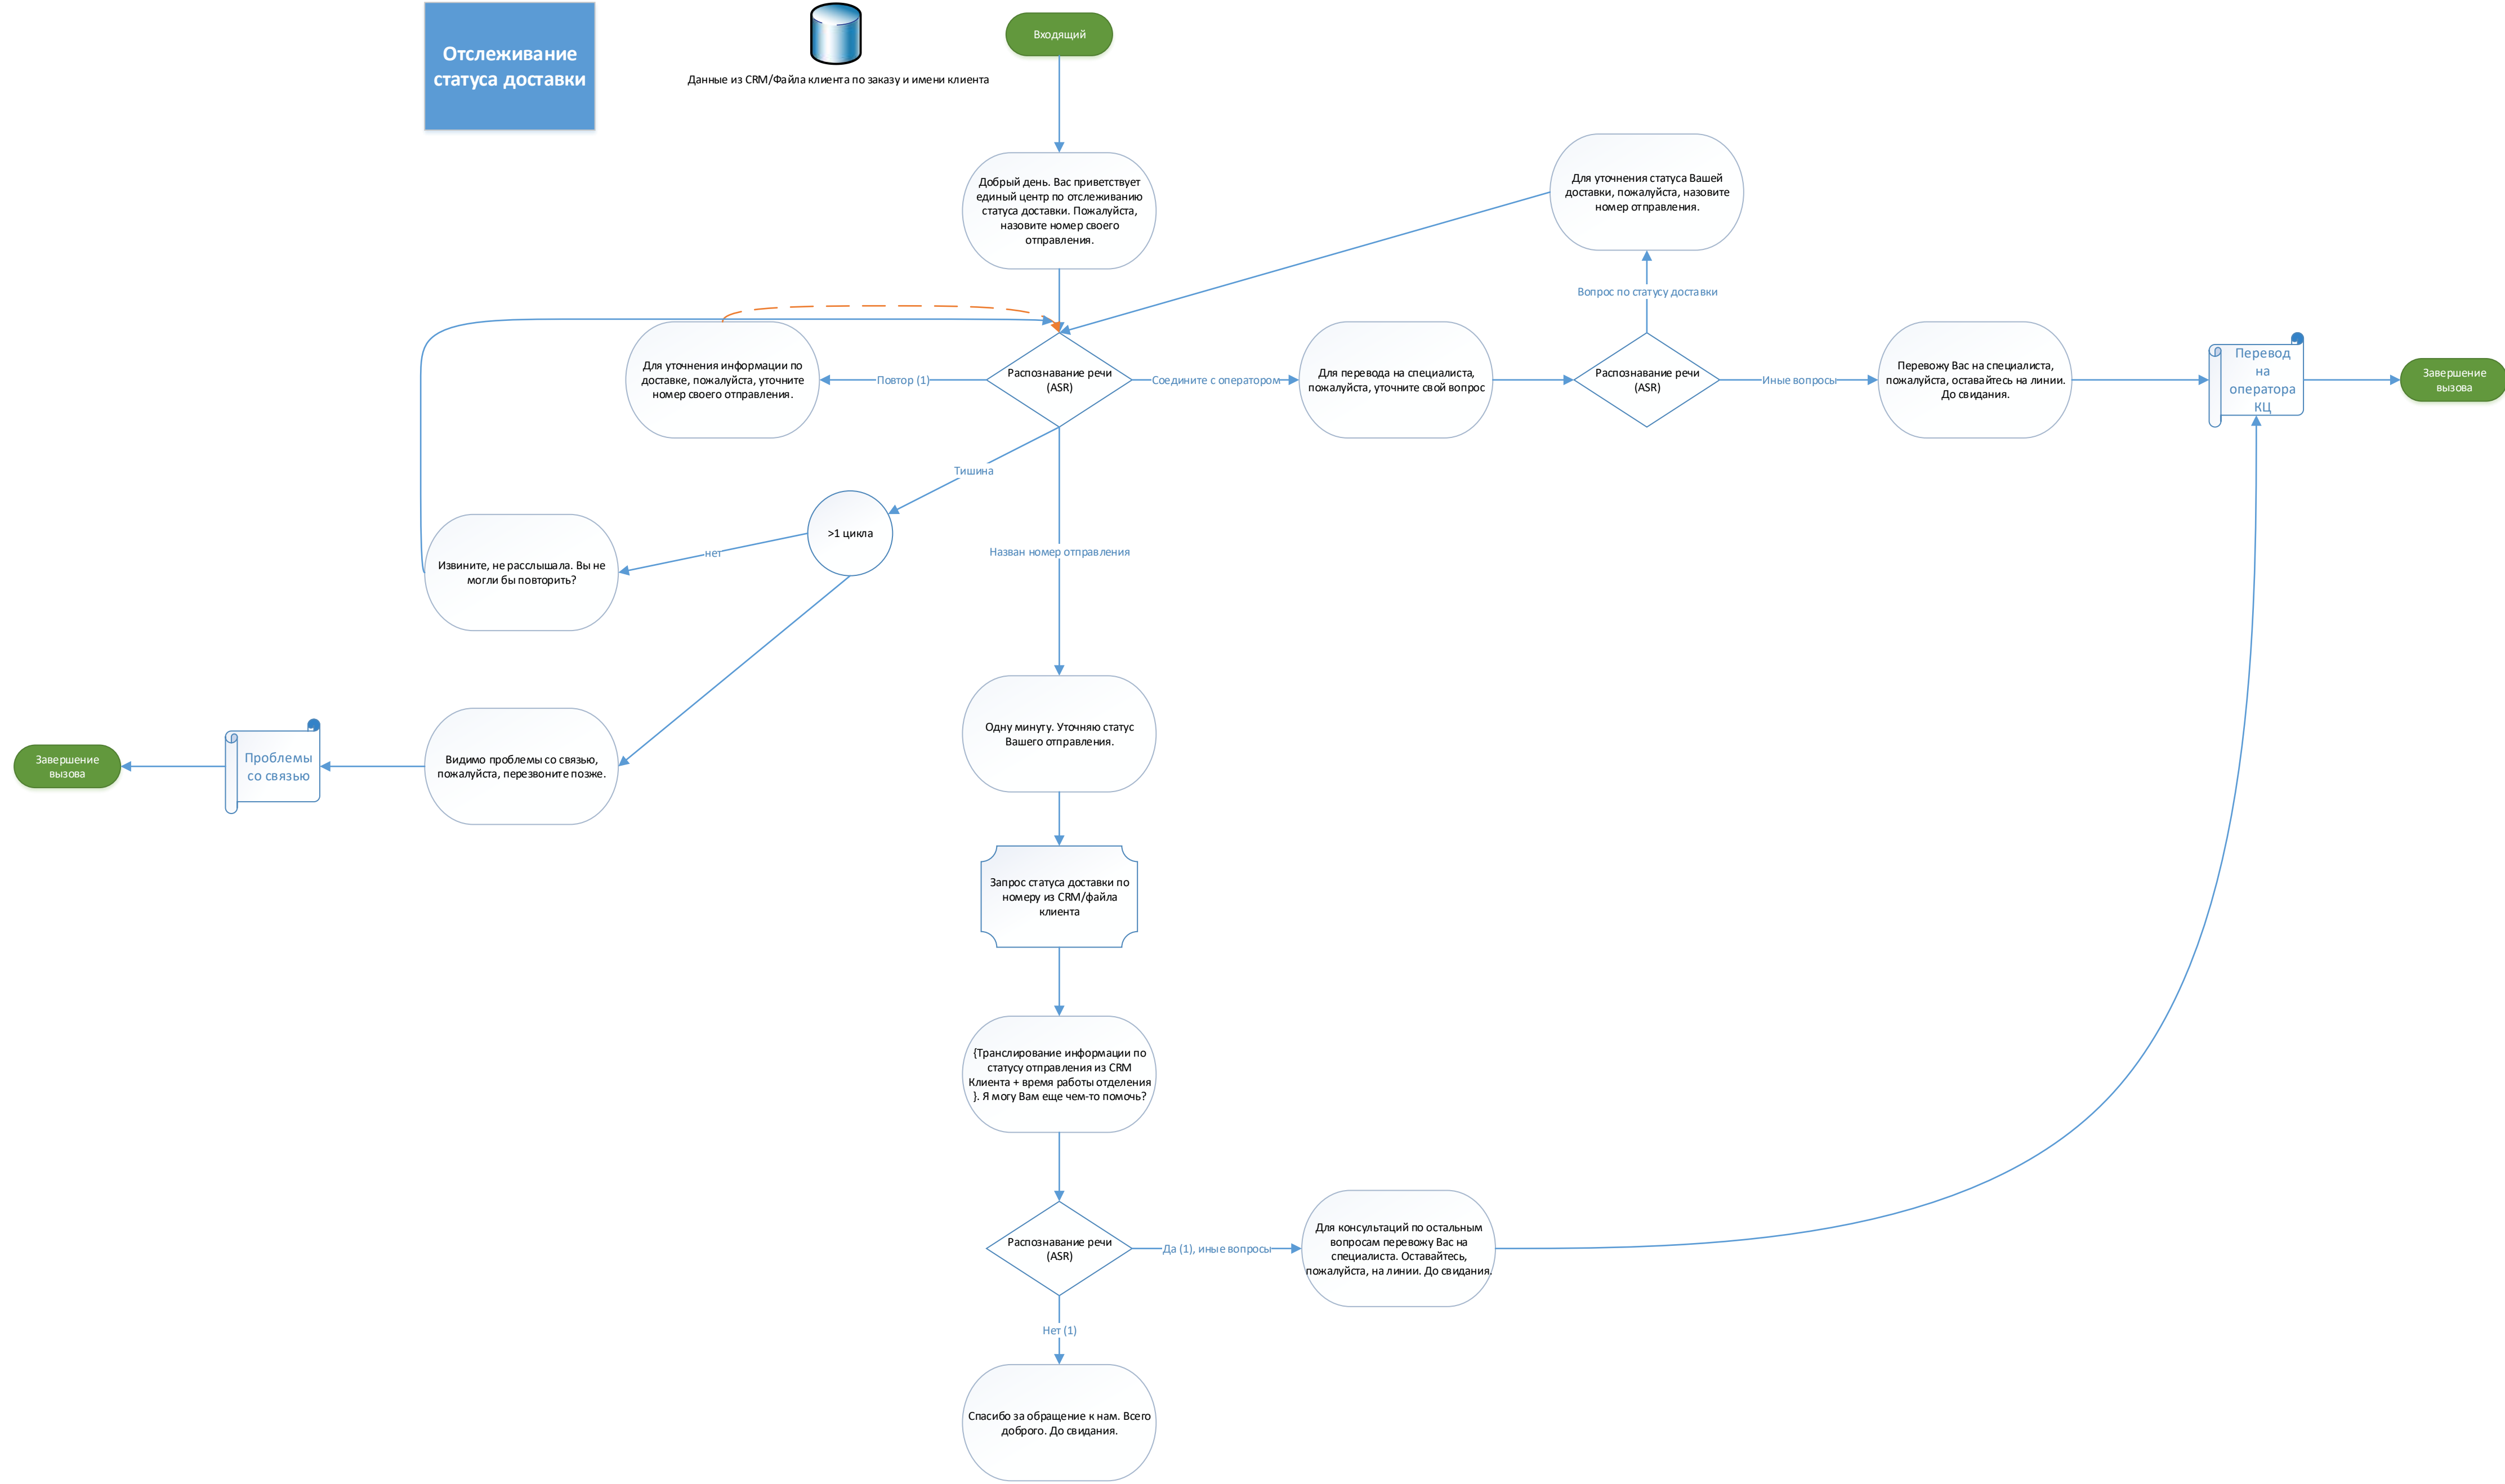 Отслеживание
статуса доставки
Данные из CRM/Файла клиента по заказу и имени клиента
Входящий
Добрый день. Вас приветствует
единый центр по отслеживанию
статуса доставки. Пожалуйста,
назовите номер своего
отправления.
Для уточнения статуса Вашей
доставки, пожалуйста, назовите
номер отправления.
Вопрос по статусу доставки
Для уточнения информации по
доставке, пожалуйста, уточните
номер своего отправления.
Повтор (1)
Распознавание речи
(ASR)
Соедините с оператором
Для перевода на специалиста,
пожалуйста, уточните свой вопрос
Распознавание речи
(ASR)
Иные вопросы
Перевожу Вас на специалиста,
пожалуйста, оставайтесь на линии.
До свидания.
Перевод
на
оператора
КЦ
Завершение
вызова
Тишина
>1 цикла
нет
Назван номер отправления
Извините, не расслышала. Вы не
могли бы повторить?
Завершение
вызова
Проблемы
со связью
Видимо проблемы со связью,
пожалуйста, перезвоните позже.
Одну минуту. Уточняю статус
Вашего отправления.
Запрос статуса доставки по
номеру из CRM/файла
клиента
{Транслирование информации по
статусу отправления из CRM
Клиента + время работы отделения
}. Я могу Вам еще чем-то помочь?
Распознавание речи
(ASR)
Да (1), иные вопросы
Для консультаций по остальным
вопросам перевожу Вас на
специалиста. Оставайтесь,
пожалуйста, на линии. До свидания.
Нет (1)
Спасибо за обращение к нам. Всего
доброго. До свидания.